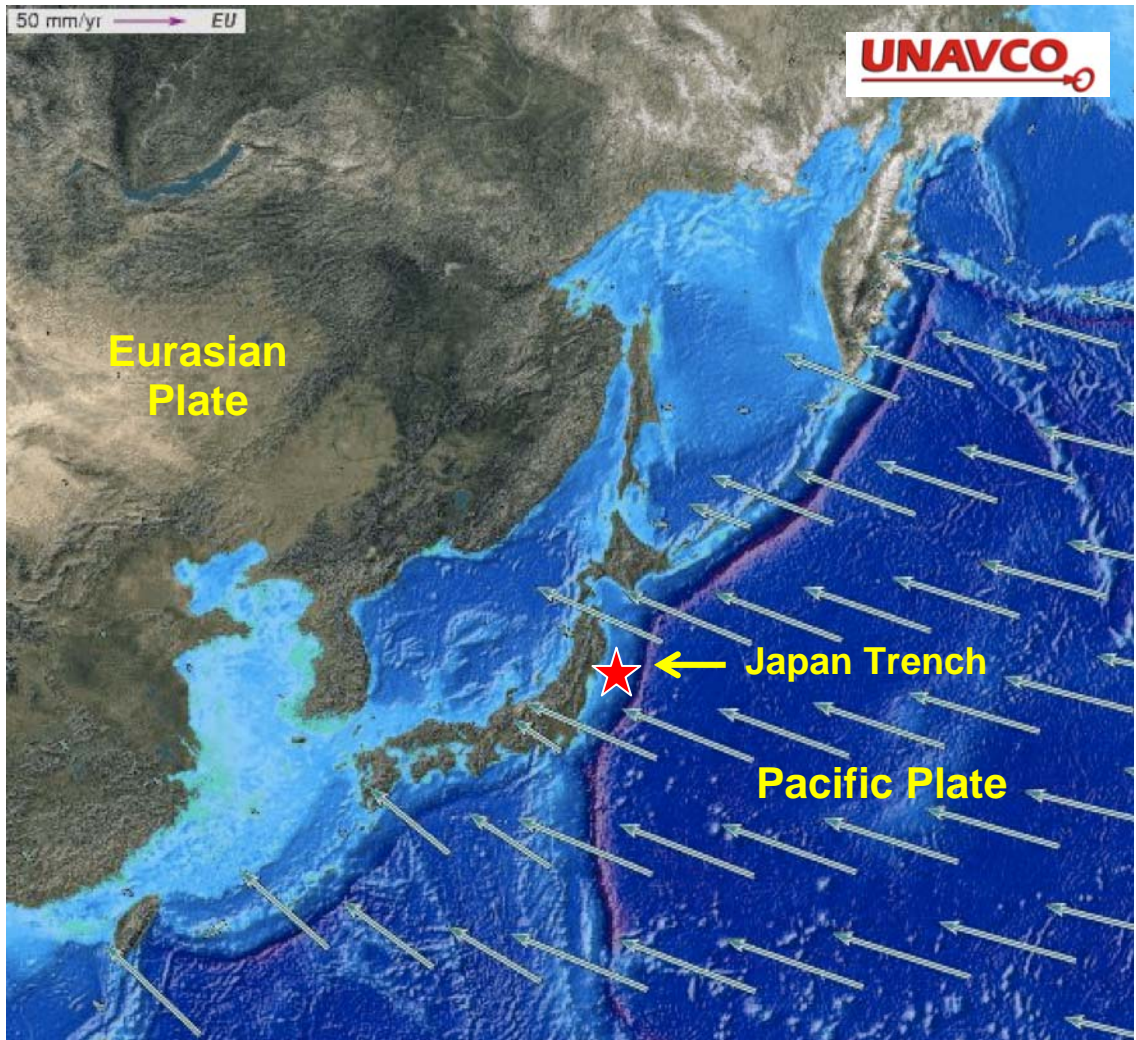 50 mm/yr EU
UNAVCO
Eurasian
Plate
Japan Trench
Pacific Plate